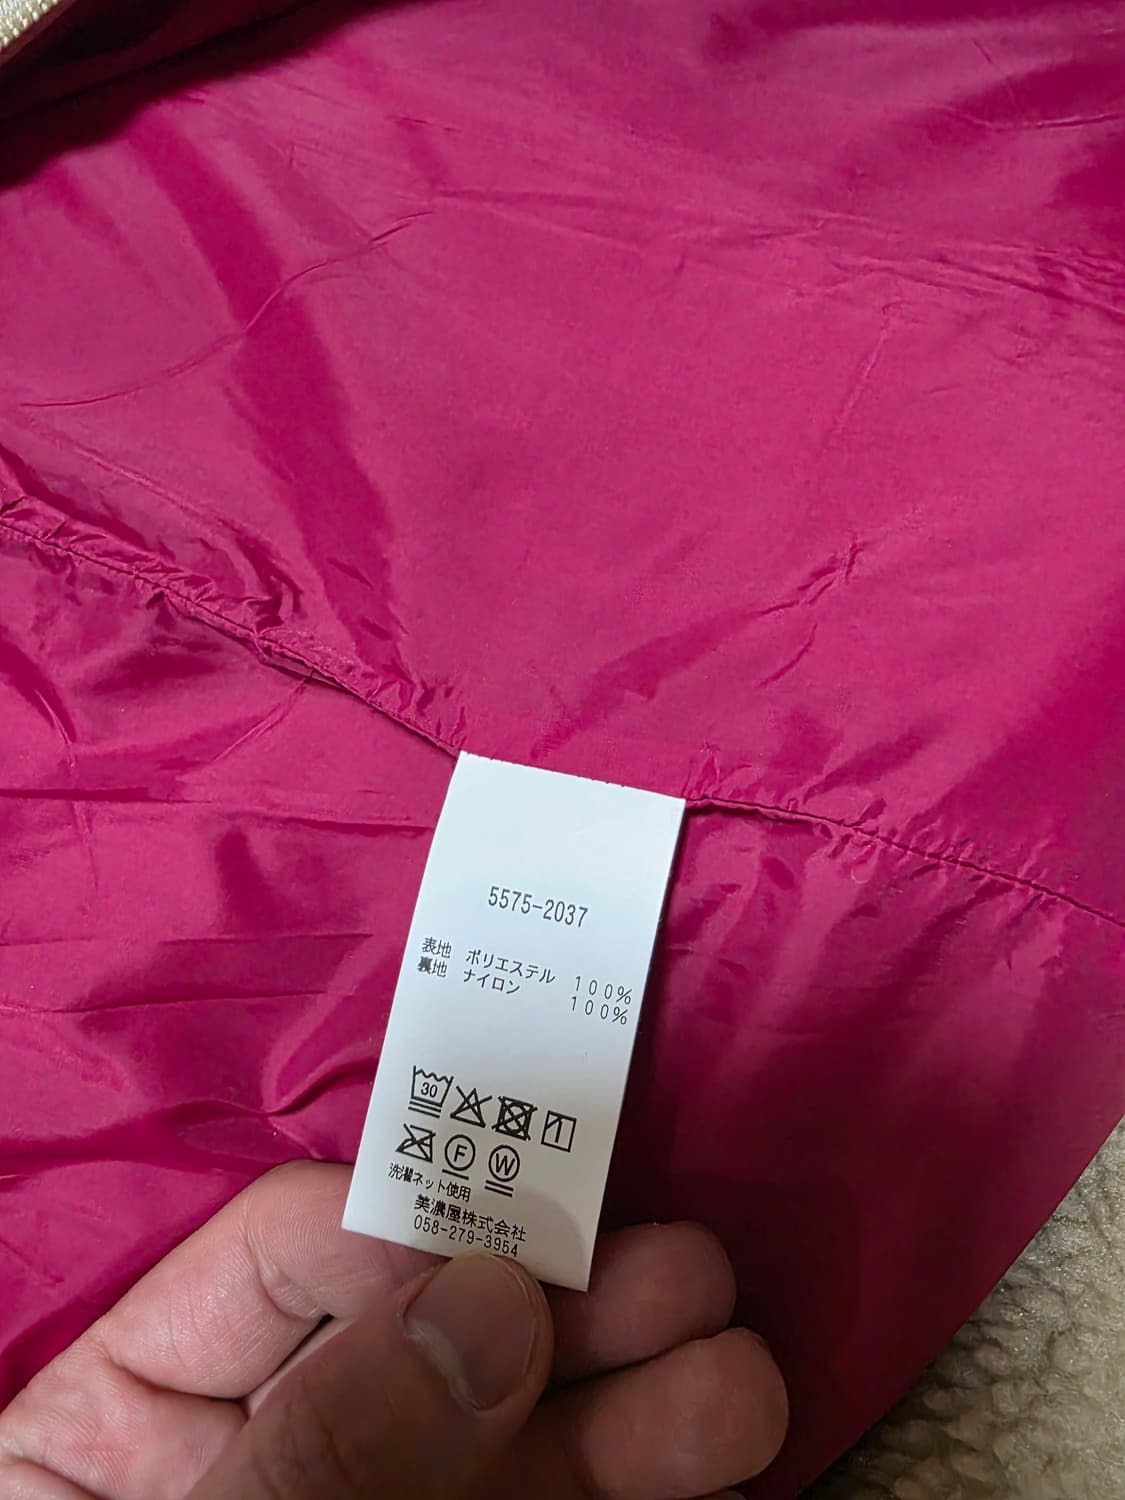 5575-2037
表地 ポリエステル 100%
裏地 ナイロン 100%
30
F W
洗濯ネット使用
美濃屋株式会社
058-279-3954